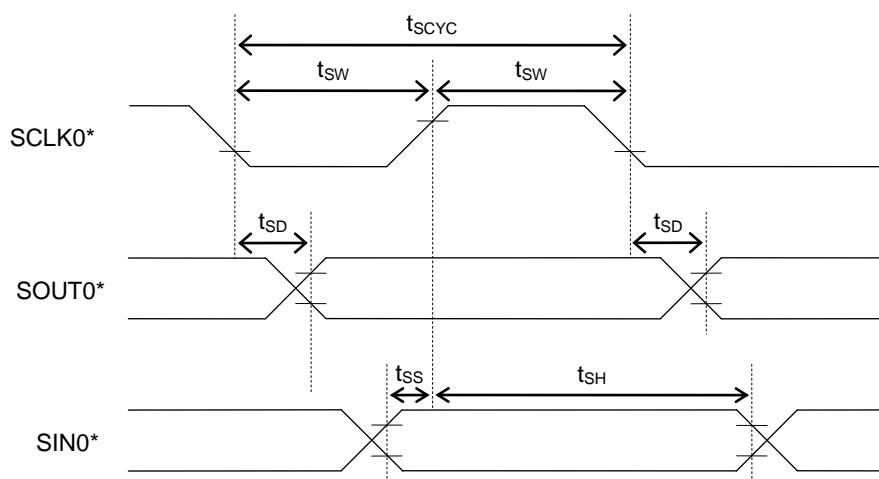 tSCYC
tSW tSW
SCLK0*
tSD tSD
SOUT0*
tSS tSH
SIN0*